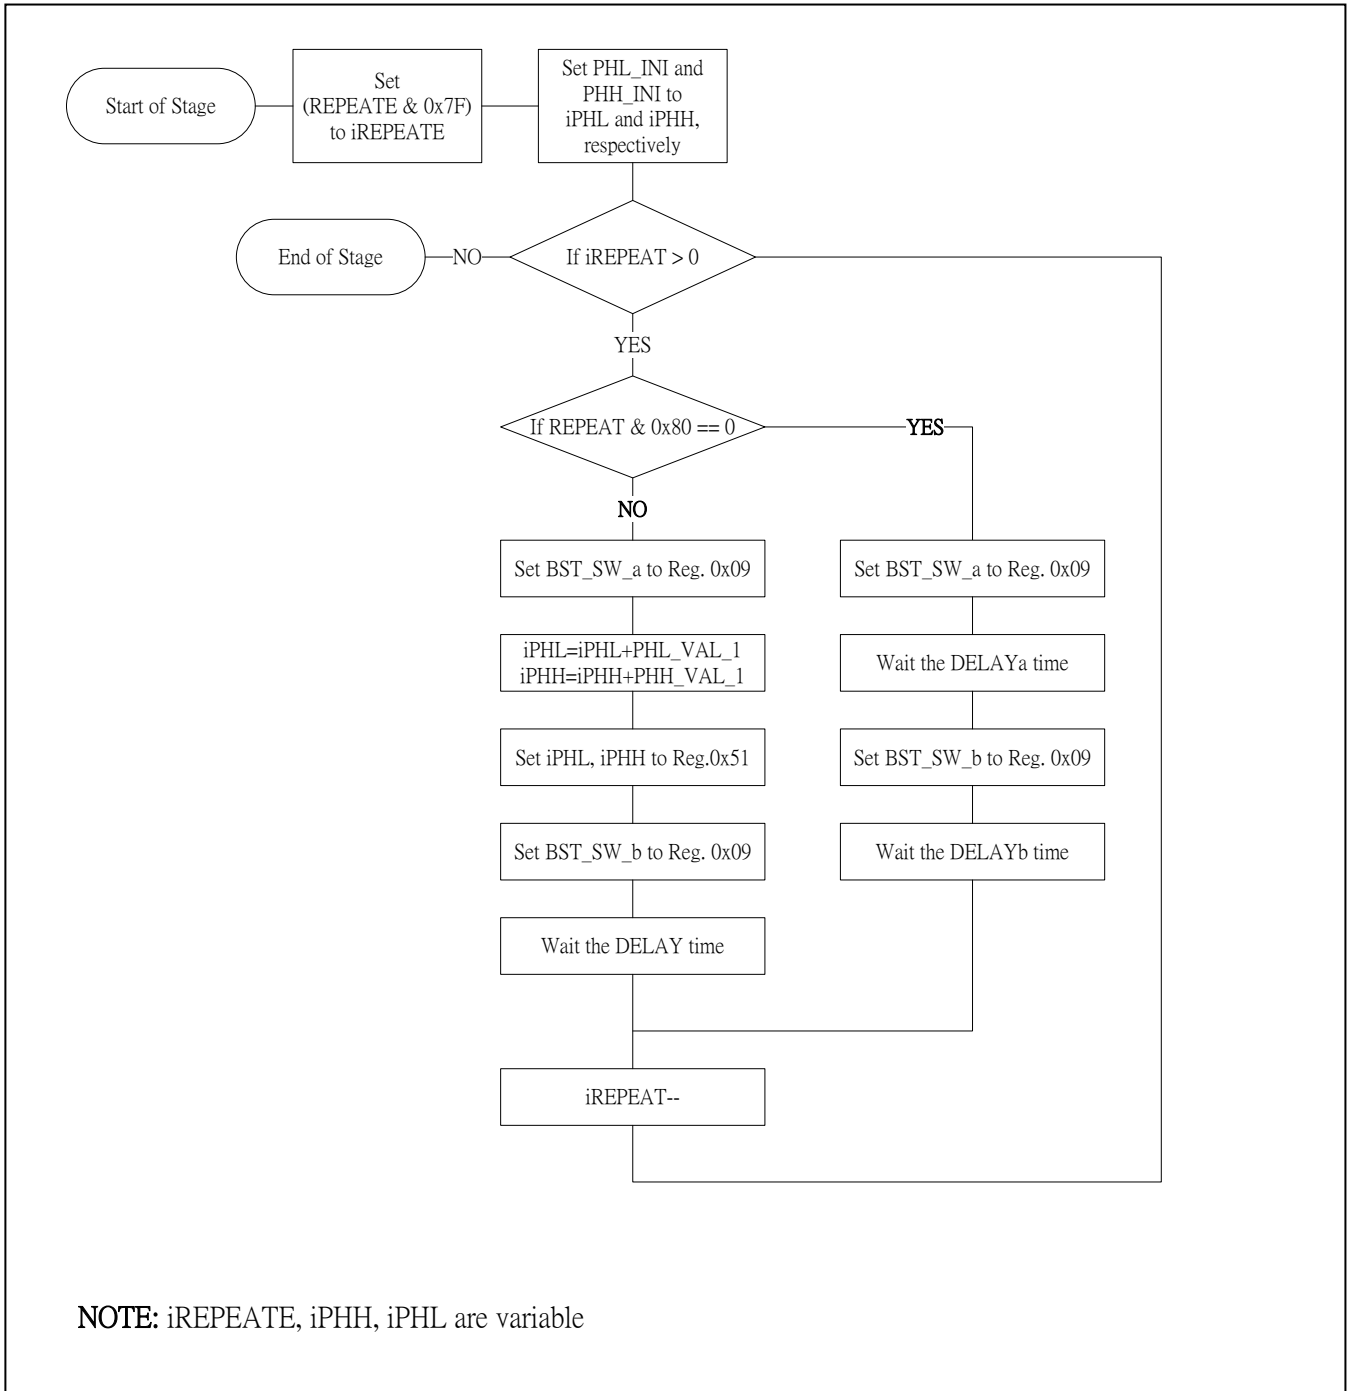 Start of Stage
Set
(REPEATE & 0x7F)
to iREPEATE
Set PHL_INI and
PHH_INI to
iPHL and iPHH,
respectively
End of Stage
NO
If iREPEAT > 0
YES
If REPEAT & 0x80 == 0
YES
NO
Set BST_SW_a to Reg. 0x09
Set BST_SW_a to Reg. 0x09
iPHL=iPHL+PHL_VAL_1
iPHH=iPHH+PHH_VAL_1
Wait the DELAYa time
Set iPHL, iPHH to Reg.0x51
Set BST_SW_b to Reg. 0x09
Set BST_SW_b to Reg. 0x09
Wait the DELAYb time
Wait the DELAY time
iREPEAT--
NOTE: iREPEATE, iPHH, iPHL are variable